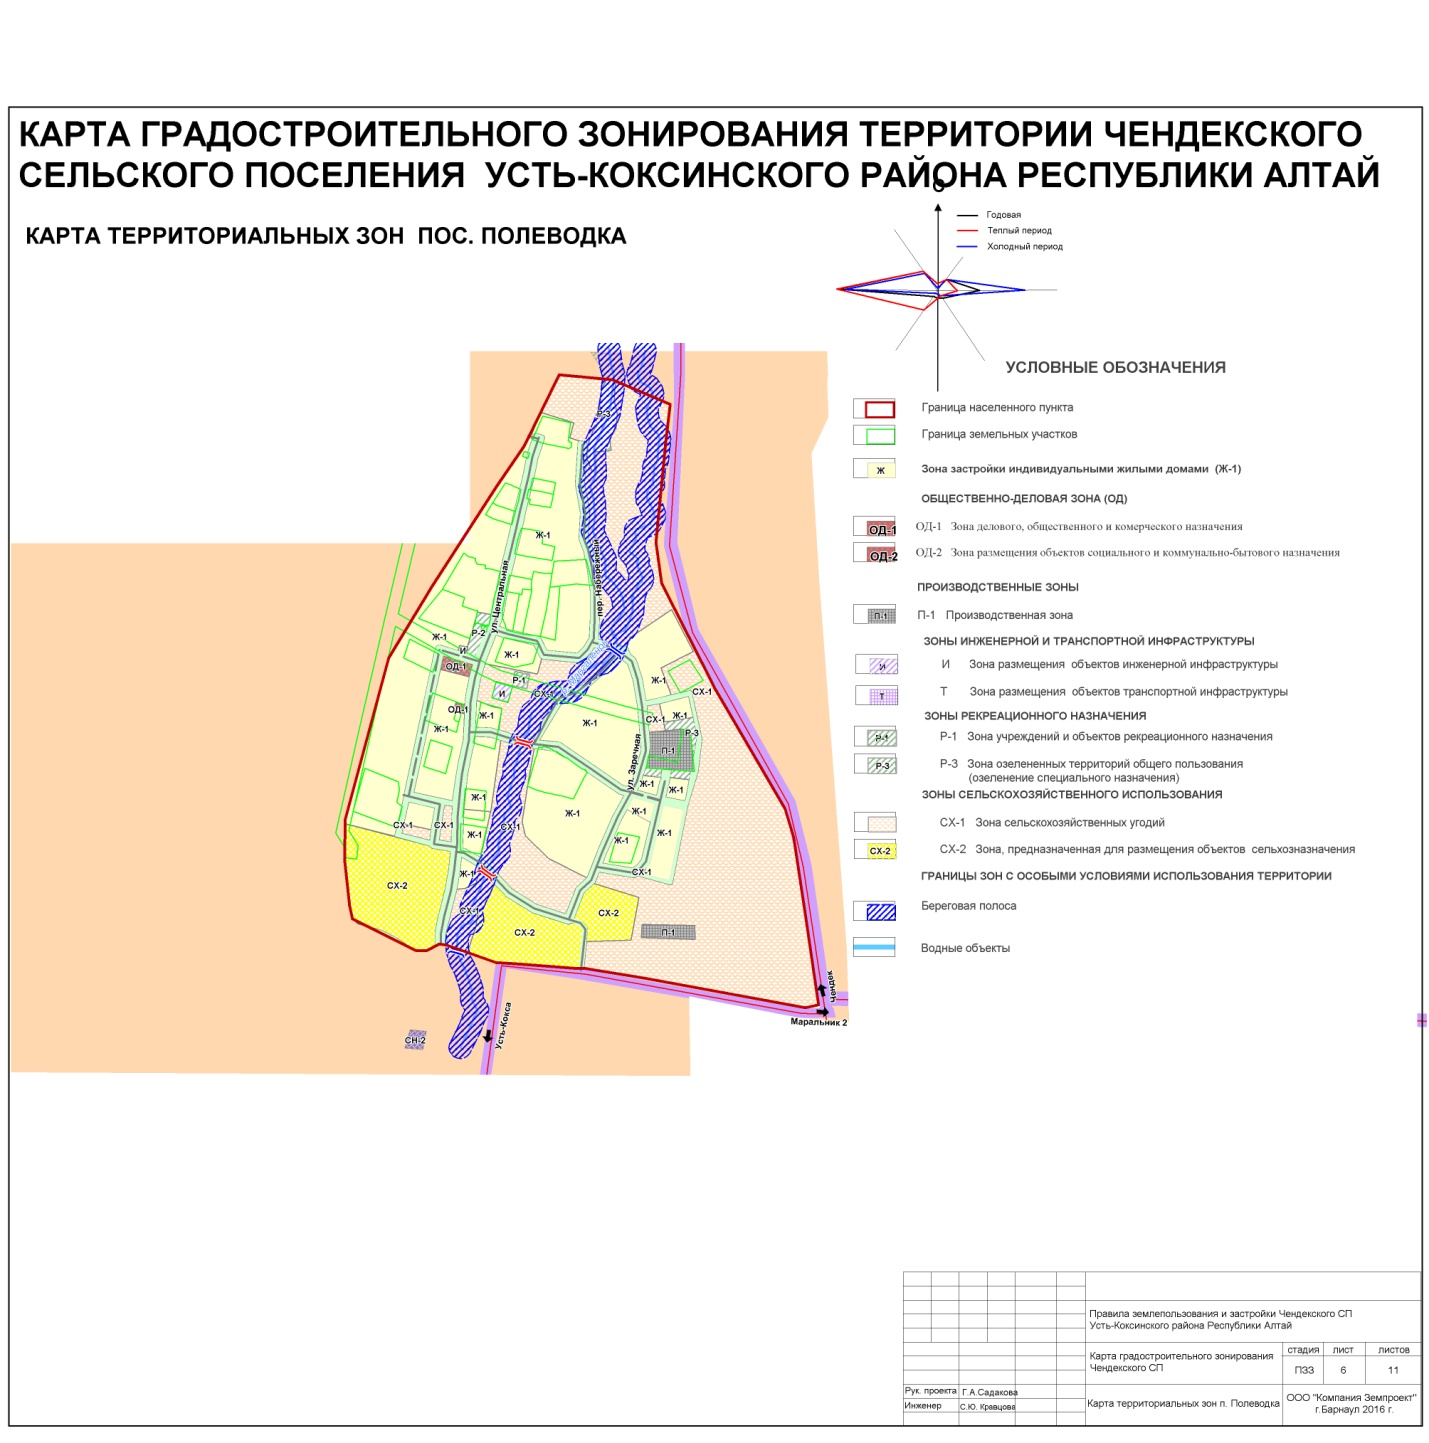 КАРТА ГРАДОСТРОИТЕЛЬНОГО ЗОНИРОВАНИЯ ТЕРРИТОРИИ ЧЕНДЕКСКОГО
СЕЛЬСКОГО ПОСЕЛЕНИЯ УСТЬ-КОКСИНСКОГО РАЙОНА РЕСПУБЛИКИ АЛТАЙ
КАРТА ТЕРРИТОРИАЛЬНЫХ ЗОН ПОС. ПОЛЕВОДКА
С
Годовая
Теплый период
Холодный период
УСЛОВНЫЕ ОБОЗНАЧЕНИЯ
Граница населенного пункта
Граница земельных участков
Ж Зона застройки индивидуальными жилыми домами (Ж-1)
ОБЩЕСТВЕННО-ДЕЛОВАЯ ЗОНА (ОД)
ОД-1 ОД-1 Зона делового, общественного и комерческого назначения
ОД-2 ОД-2 Зона размещения объектов социального и коммунально-бытового назначения
ПРОИЗВОДСТВЕННЫЕ ЗОНЫ
П-1 П-1 Производственная зона
ЗОНЫ ИНЖЕНЕРНОЙ И ТРАНСПОРТНОЙ ИНФРАСТРУКТУРЫ
И И Зона размещения объектов инженерной инфраструктуры
Т Т Зона размещения объектов транспортной инфраструктуры
ЗОНЫ РЕКРЕАЦИОННОГО НАЗНАЧЕНИЯ
Р-1 Р-1 Зона учреждений и объектов рекреационного назначения
Р-3 Р-3 Зона озелененных территорий общего пользования
(озеленение специального назначения)
ЗОНЫ СЕЛЬСКОХОЗЯЙСТВЕННОГО ИСПОЛЬЗОВАНИЯ
СХ-1 Зона сельскохозяйственных угодий
СХ-2 СХ-2 Зона, предназначенная для размещения объектов сельхозназначения
ГРАНИЦЫ ЗОН С ОСОБЫМИ УСЛОВИЯМИ ИСПОЛЬЗОВАНИЯ ТЕРРИТОРИИ
Береговая полоса
Водные объекты
Р-3
Ж-1
ул. Центральная
пер. Набережный
Р-2
Ж-1
И
Ж-1
ОД-1
Р-1
Ж-1
И
СХ-1
СХ-1
ОД-1
Ж-1
Ж-1
СХ-1
Ж-1
Ж-1
Р-3
П-1
ул. Заречная
Ж-1
Ж-1
Ж-1
Ж-1
Ж-1
СХ-1
СХ-1
СХ-1
Ж-1
Ж-1
Ж-1
Ж-1
СХ-1
СХ-2
СХ-1
СХ-2
СХ-2
П-1
Чендек
Маральник 2
Усть-Кокса
СН-2
Правила землепользования и застройки Чендекского СП
Усть-Коксинского района Республики Алтай
Карта градостроительного зонирования
Чендекского СП
стадия лист листов
ПЗЗ 6 11
Рук. проекта Г.А.Садакова
Инженер С.Ю. Кравцова
Карта территориальных зон п. Полеводка
ООО "Компания Земпроект"
г.Барнаул 2016 г.